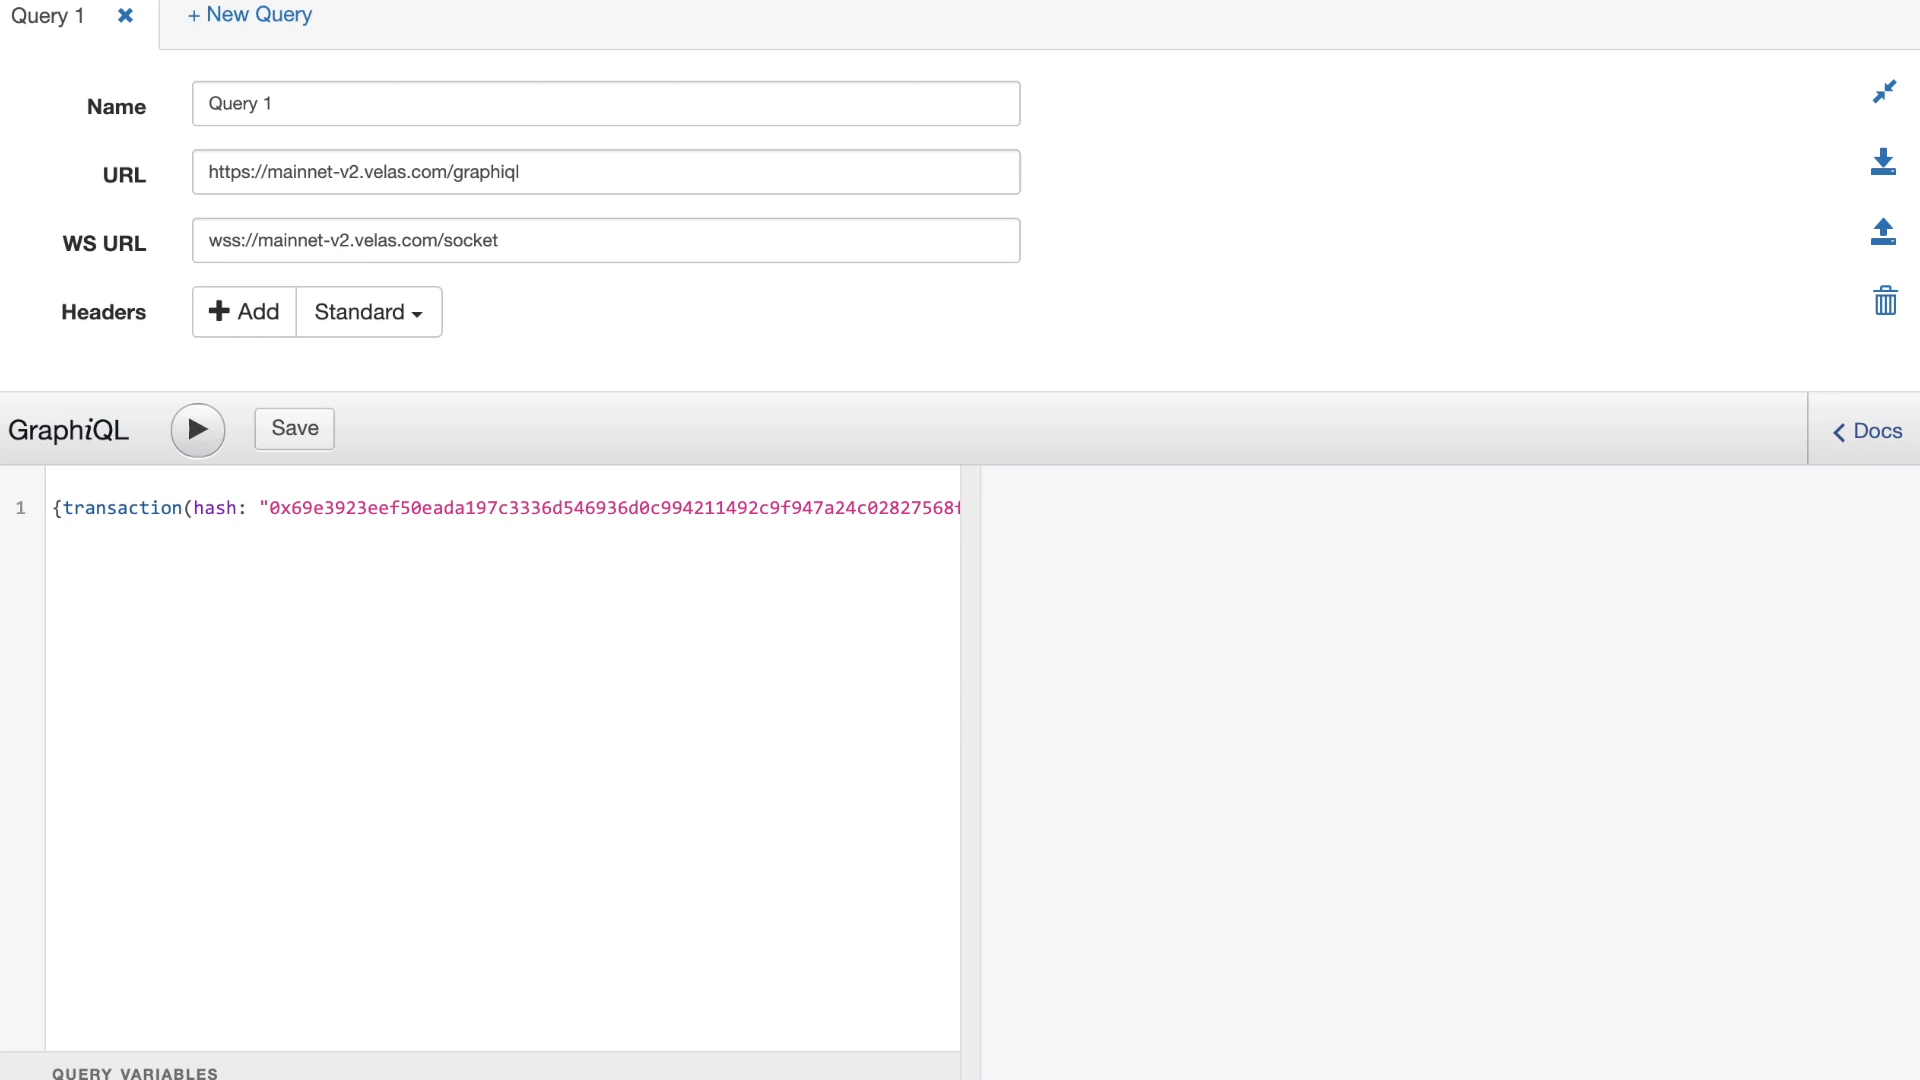 Query 1 ✖ + New Query
Name Query 1
URL https://mainnet-v2.velas.com/graphiql
WS URL wss://mainnet-v2.velas.com/socket
Headers + Add Standard
GraphiQL Save Docs
1 {transaction(hash: "0x69e3923eef50eada197c3336d546936d0c994211492c9f947a24c02827568f
QUERY VARIABLES